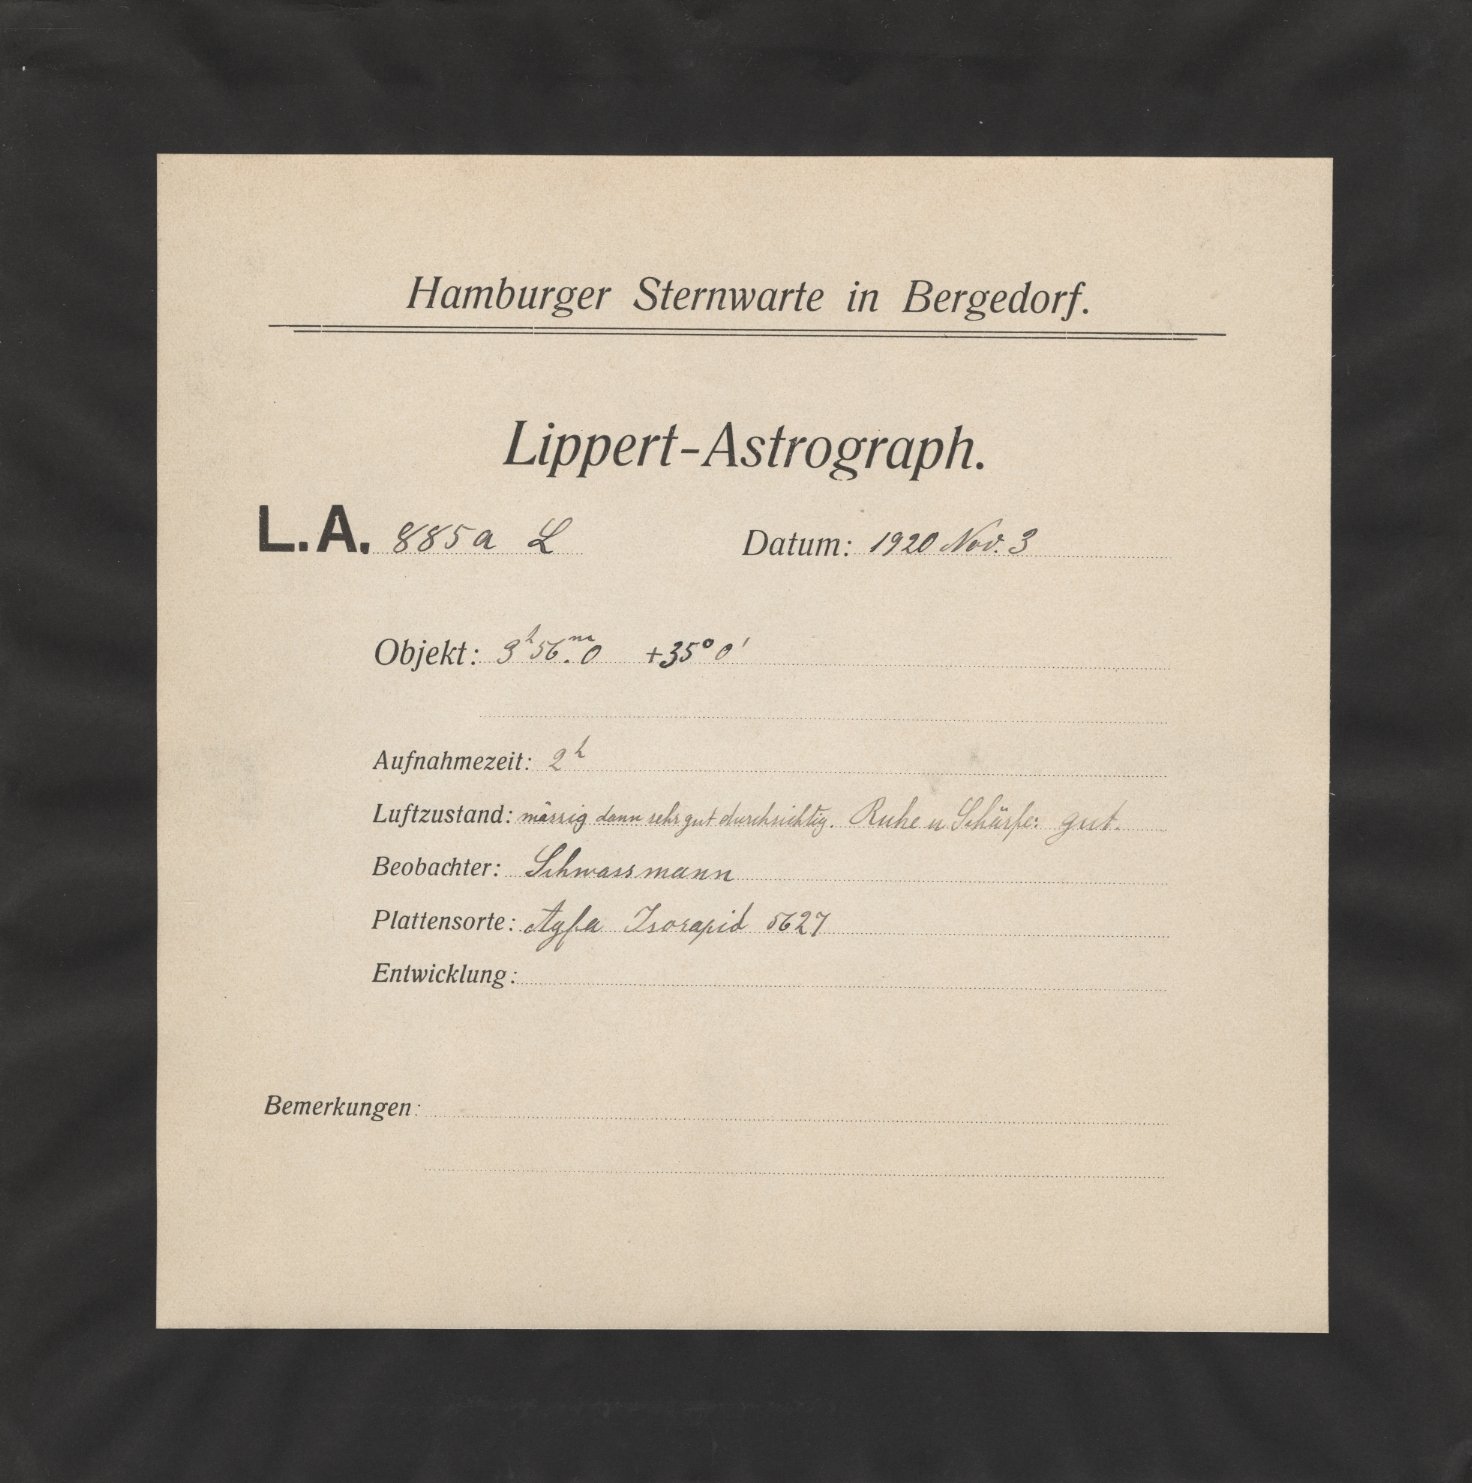 Hamburger Sternwarte in Bergedorf.
Lippert-Astrograph.
L.A. 885a L Datum: 1920 Nov. 3
Objekt: 3h 56m.0 +35° 0'
Aufnahmezeit: 2h
Luftzustand: mässig dann sehr gut durchsichtig. Ruhe u Schärfe: gut.
Beobachter: Schwassmann
Plattensorte: Agfa Isorapid 5627
Entwicklung:
Bemerkungen: